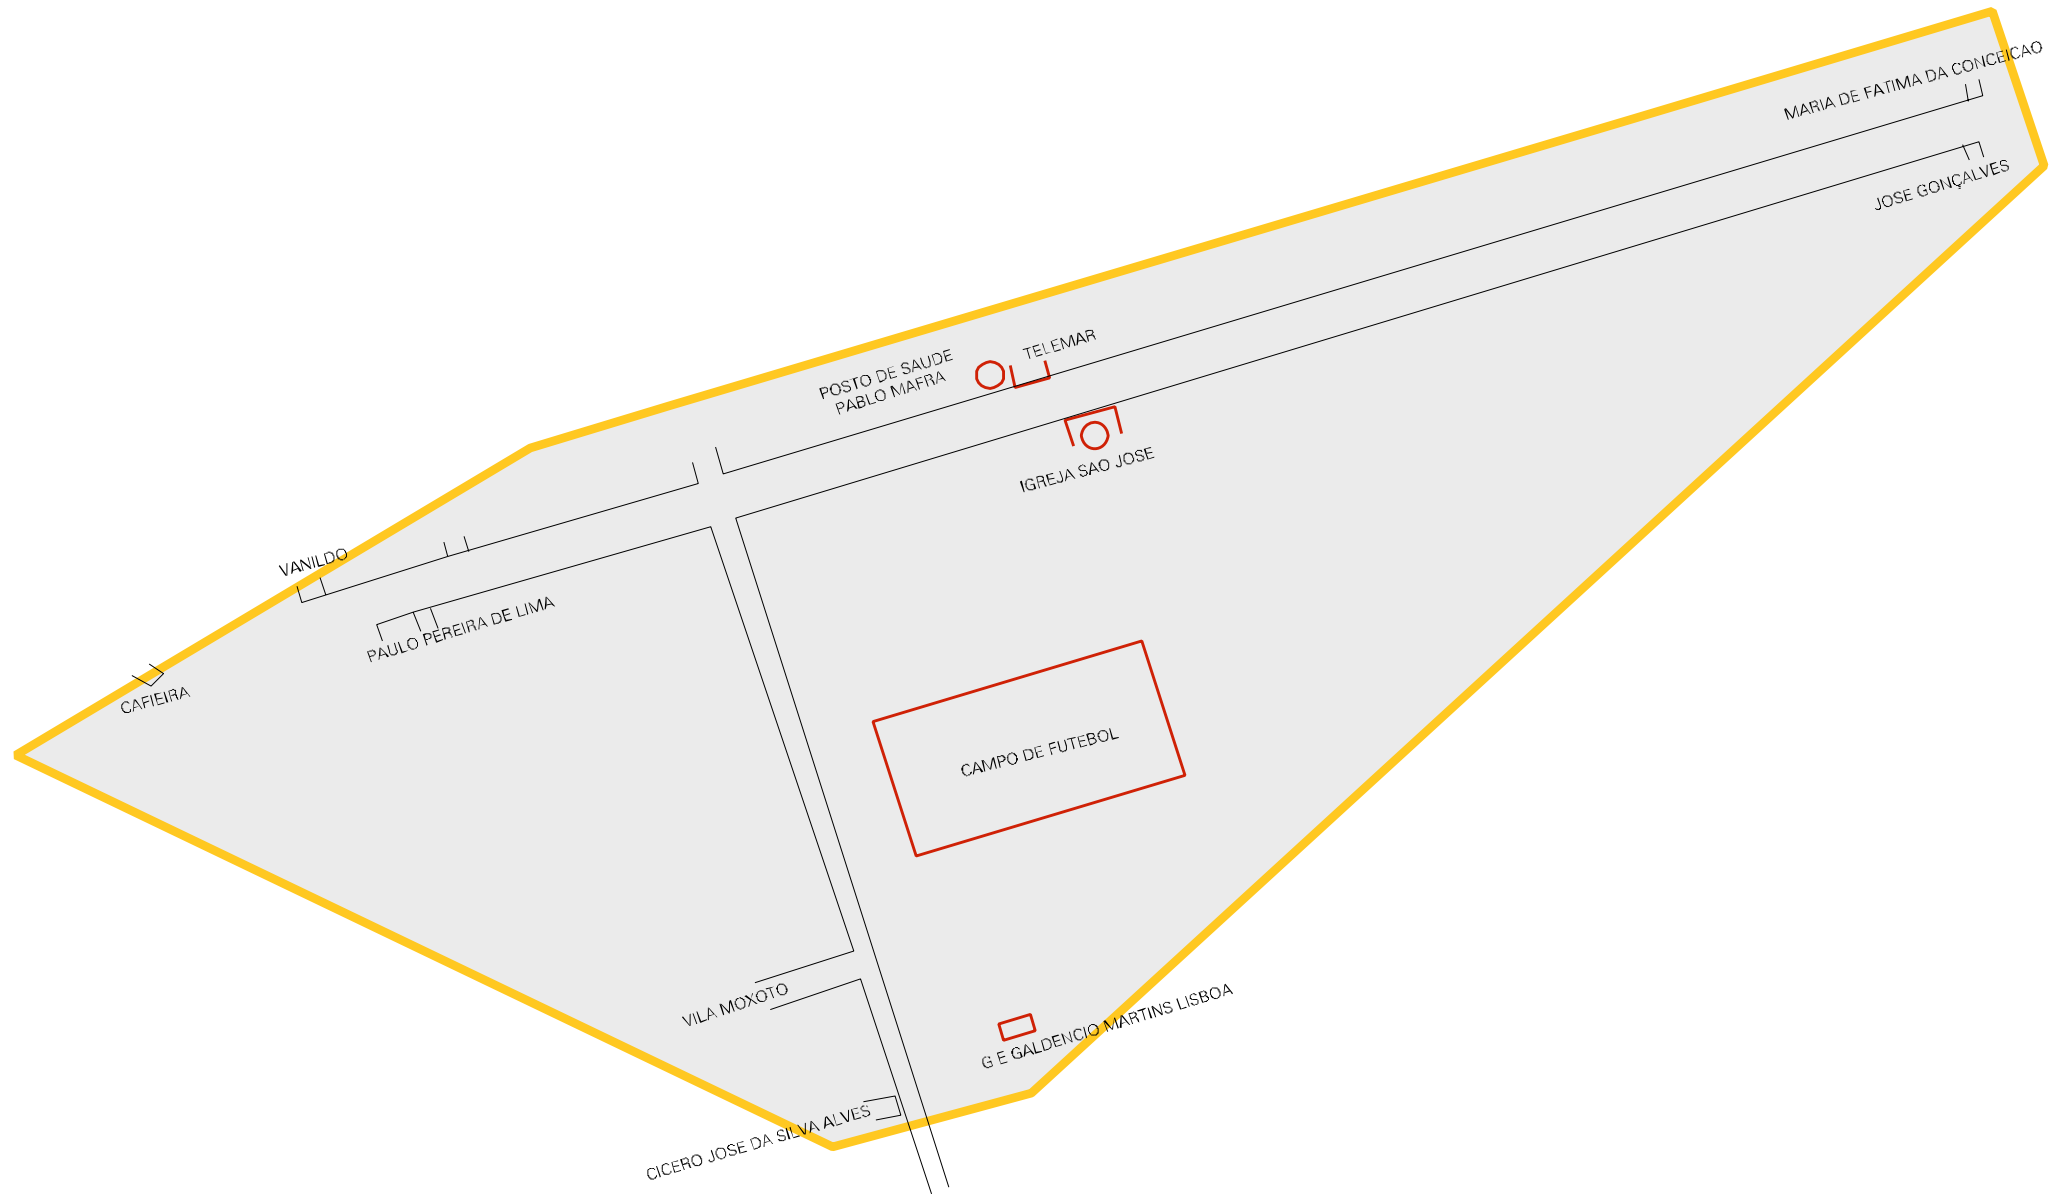 MARIA DE FATIMA DA CONCEICAO
JOSE GONÇALVES
TELEMAR
POSTO DE SAUDE
PABLO MAFRA
IGREJA SAO JOSE
VANILDO
PAULO PEREIRA DE LIMA
CAFIEIRA
CAMPO DE FUTEBOL
VILA MOXOTO
G E GALDENCIO MARTINS LISBOA
CICERO JOSE DA SILVA ALVES